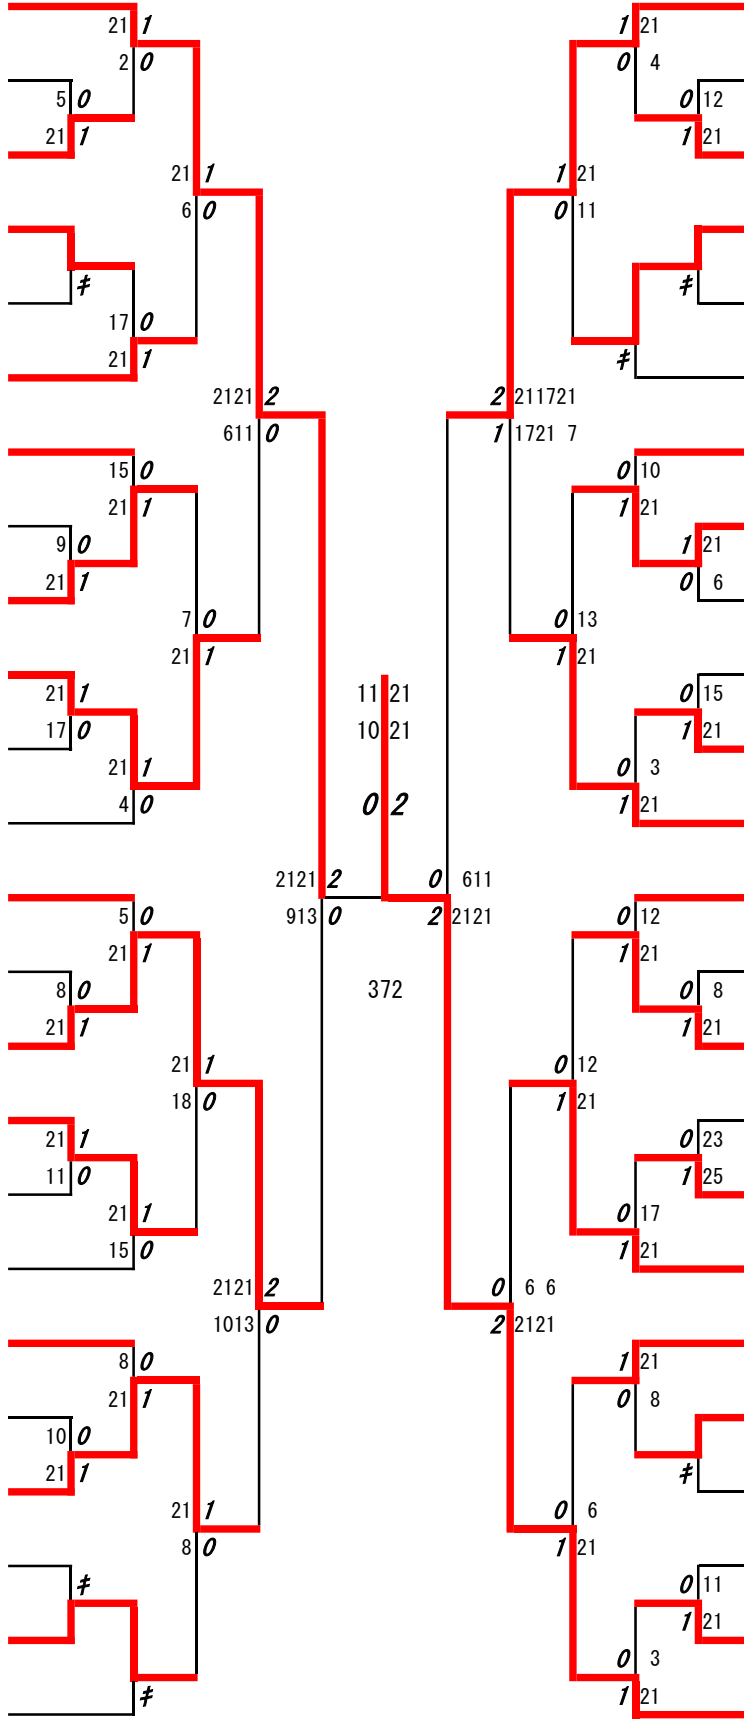 21 1 1 21
2 0 0 4
5 0 0 12
21 1 1 21
21 1 1 21
6 0 0 11
≠ ≠
17 0
21 1 ≠
2121 2 2 211721
611 0 1 1721 7
15 0 0 10
21 1 1 21
9 0 1 21
21 1 0 6
7 0 0 13
21 1 1 21
21 1 11 21 0 15
17 0 10 21 1 21
21 1 0 3
4 0 0 2 1 21
2121 2 0 611
913 0 2 2121
5 0 0 12
21 1 1 21
8 0 372 0 8
21 1 1 21
21 1 0 12
18 0 1 21
21 1 0 23
11 0 1 25
21 1 0 17
15 0 1 21
2121 2 0 6 6
1013 0 2 2121
8 0 1 21
21 1 0 8
10 0
21 1 ≠
21 1 0 6
8 0 1 21
≠ 0 11
1 21
0 3
≠ 1 21